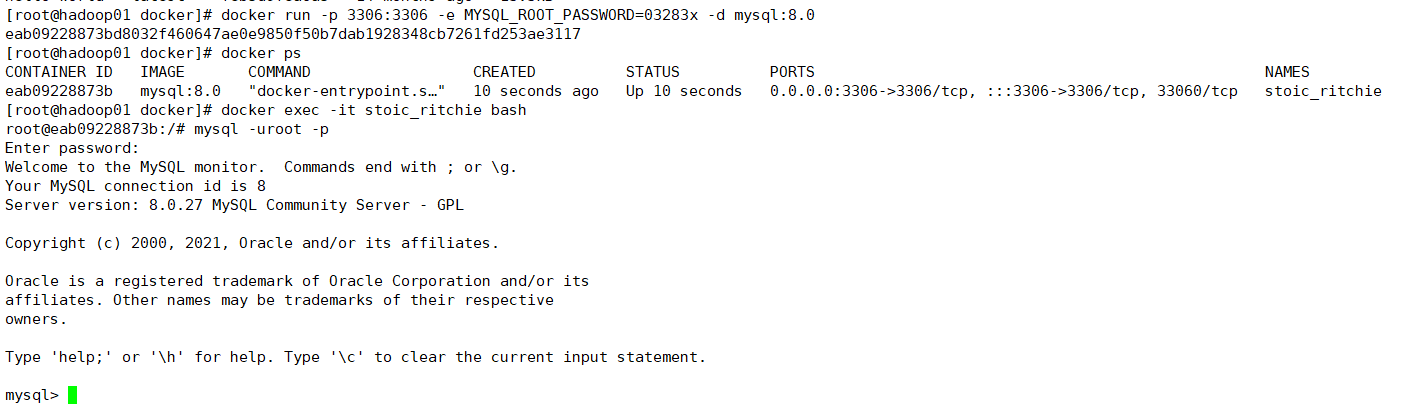 [root@hadoop01 docker]# docker run -p 3306:3306 -e MYSQL_ROOT_PASSWORD=03283x -d mysql:8.0
eab09228873bd8032f460647ae0e9850f50b7dab1928348cb7261fd253ae3117
[root@hadoop01 docker]# docker ps
CONTAINER ID   IMAGE       COMMAND                  CREATED          STATUS          PORTS                                                  NAMES
eab09228873b   mysql:8.0   "docker-entrypoint.s…"   10 seconds ago   Up 10 seconds   0.0.0.0:3306->3306/tcp, :::3306->3306/tcp, 33060/tcp   stoic_ritchie
[root@hadoop01 docker]# docker exec -it stoic_ritchie bash
root@eab09228873b:/# mysql -uroot -p
Enter password:
Welcome to the MySQL monitor.  Commands end with ; or \g.
Your MySQL connection id is 8
Server version: 8.0.27 MySQL Community Server - GPL
Copyright (c) 2000, 2021, Oracle and/or its affiliates.
Oracle is a registered trademark of Oracle Corporation and/or its
affiliates. Other names may be trademarks of their respective
owners.
Type 'help;' or '\h' for help. Type '\c' to clear the current input statement.
mysql>